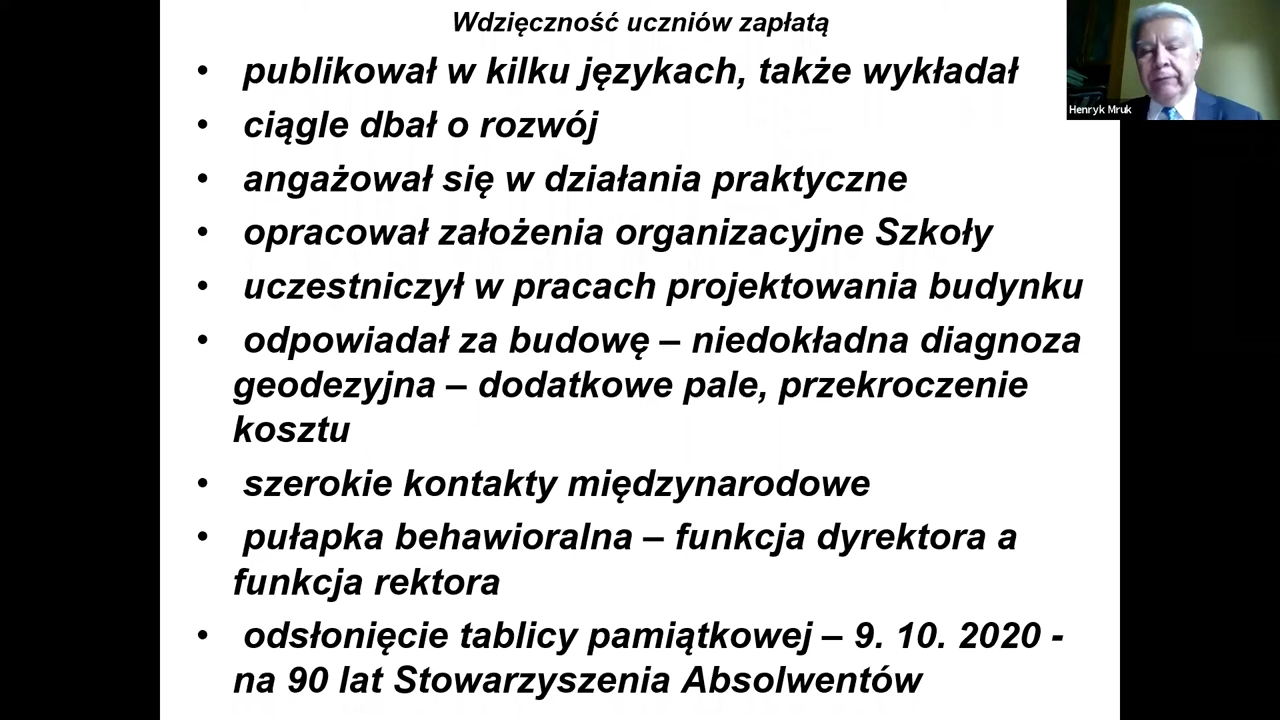 Wdzięczność uczniów zapłatą
• publikował w kilku językach, także wykładał
• ciągle dbał o rozwój
• angażował się w działania praktyczne
• opracował założenia organizacyjne Szkoły
• uczestniczył w pracach projektowania budynku
• odpowiadał za budowę – niedokładna diagnoza
geodezyjna – dodatkowe pale, przekroczenie
kosztu
• szerokie kontakty międzynarodowe
• pułapka behawioralna – funkcja dyrektora a
funkcja rektora
• odsłonięcie tablicy pamiątkowej – 9. 10. 2020 -
na 90 lat Stowarzyszenia Absolwentów
Henryk Mruk